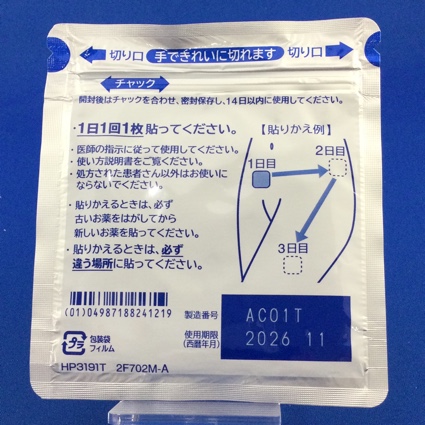 切り口 手できれいに切れます 切り口
チャック
開封後はチャックを合わせ、密封保存し、14日以内に使用してください。
・1日1回1枚貼ってください。
・医師の指示に従って使用してください。
・使い方説明書をご覧ください。
・処方された患者さん以外はお使いに
ならないでください。
・貼りかえるときは、必ず
古いお薬をはがしてから
新しいお薬を貼ってください。
・貼りかえるときは、必ず
違う場所に貼ってください。
【貼りかえ例】
1日目
2日目
3日目
(01)04987188241219
プラ
包装袋
フィルム
HP3191T 2F702M-A
製造番号 AC01T
使用期限
(西暦年月)
2026 11